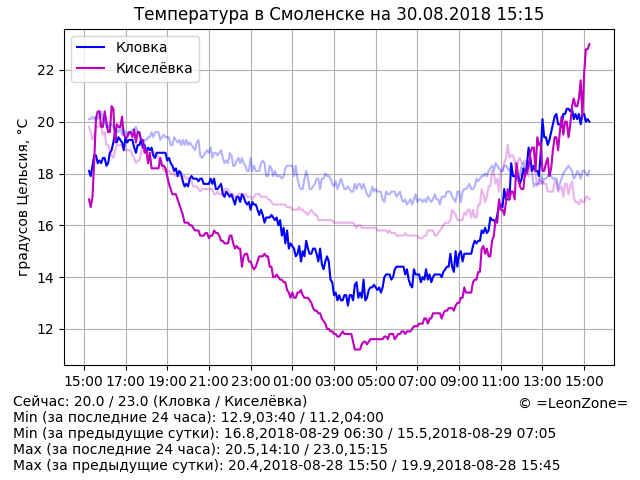 Температура в Смоленске на 30.08.2018 15:15
Кловка
Киселёвка
градусов Цельсия, °C
22
20
18
16
14
12
15:00 17:00 19:00 21:00 23:00 01:00 03:00 05:00 07:00 09:00 11:00 13:00 15:00
Сейчас: 20.0 / 23.0 (Кловка / Киселёвка)
© =LeonZone=
Min (за последние 24 часа): 12.9,03:40 / 11.2,04:00
Min (за предыдущие сутки): 16.8,2018-08-29 06:30 / 15.5,2018-08-29 07:05
Max (за последние 24 часа): 20.5,14:10 / 23.0,15:15
Max (за предыдущие сутки): 20.4,2018-08-28 15:50 / 19.9,2018-08-28 15:45